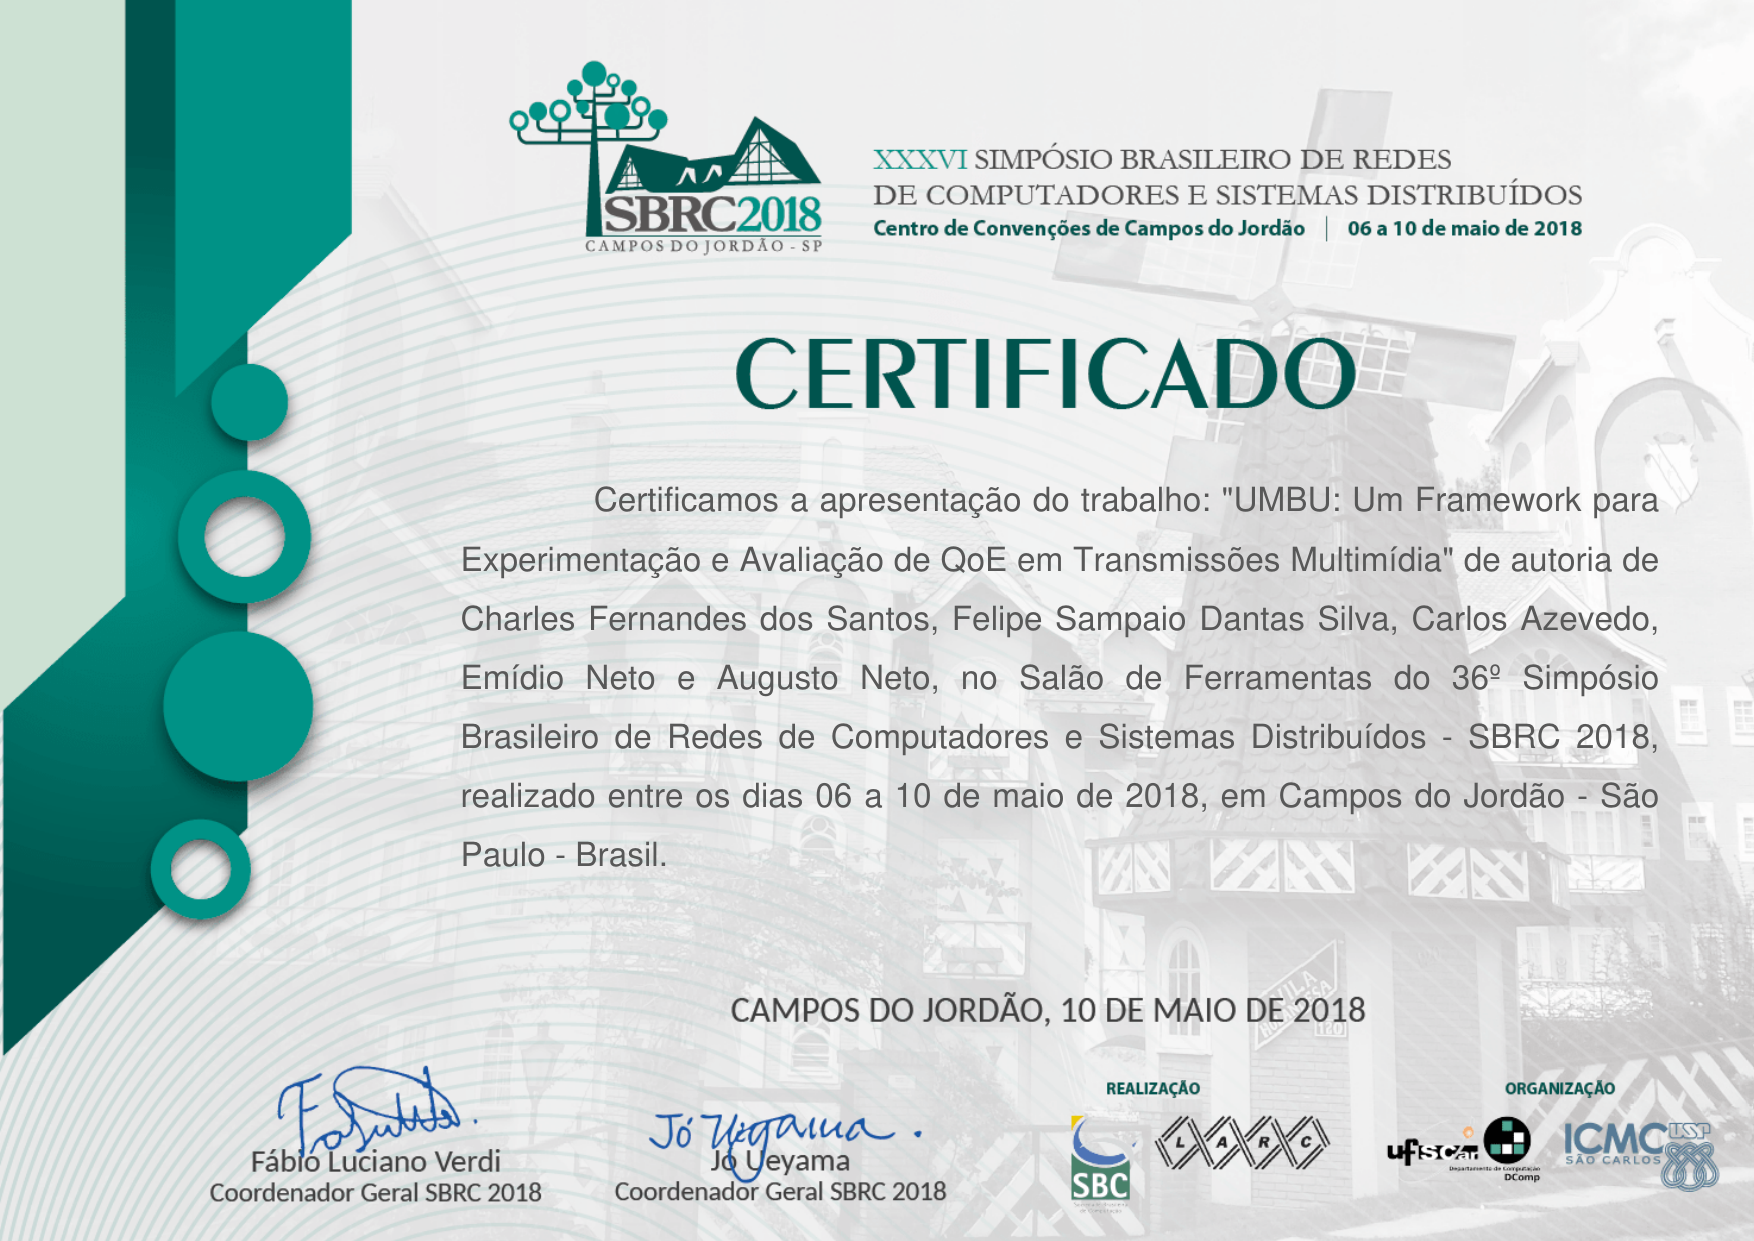 XXXVI SIMPÓSIO BRASILEIRO DE REDES
DE COMPUTADORES E SISTEMAS DISTRIBUÍDOS
Centro de Convenções de Campos do Jordão | 06 a 10 de maio de 2018
SBRC2018
CAMPOS DO JORDÃO - SP
CERTIFICADO
Certificamos a apresentação do trabalho: "UMBU: Um Framework para
Experimentação e Avaliação de QoE em Transmissões Multimídia" de autoria de
Charles Fernandes dos Santos, Felipe Sampaio Dantas Silva, Carlos Azevedo,
Emídio Neto e Augusto Neto, no Salão de Ferramentas do 36º Simpósio
Brasileiro de Redes de Computadores e Sistemas Distribuídos - SBRC 2018,
realizado entre os dias 06 a 10 de maio de 2018, em Campos do Jordão - São
Paulo - Brasil.
CAMPOS DO JORDÃO, 10 DE MAIO DE 2018
Jó Ueyama
Fábio Luciano Verdi
Coordenador Geral SBRC 2018
Jó Ueyama
Coordenador Geral SBRC 2018
REALIZAÇÃO
SBC
LARC
ORGANIZAÇÃO
ufscar
Departamento de Computação
DComp
ICMC USP
SÃO CARLOS